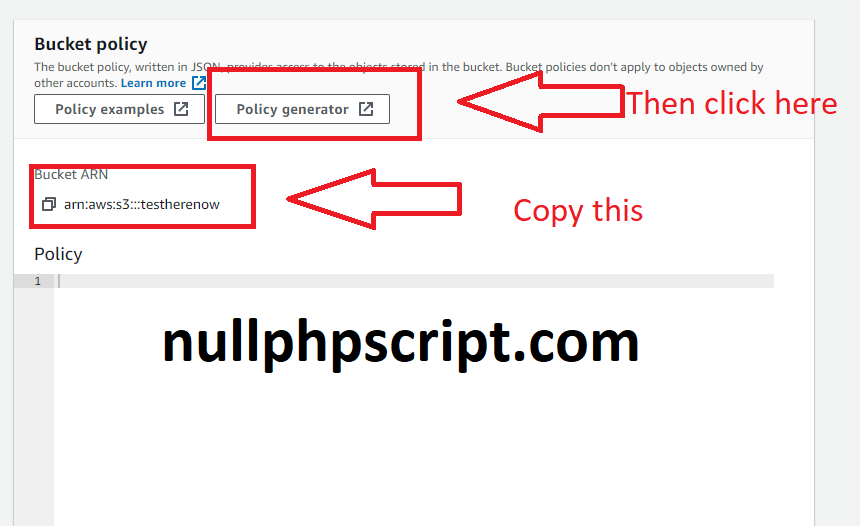 Bucket policy
The bucket policy, written in JSON, provides access to the objects stored in the bucket. Bucket policies don't apply to objects owned by
other accounts. Learn more
Policy examples
Policy generator
Then click here
Bucket ARN
arn:aws:s3:::testherenow
Copy this
Policy
1
nullphpscript.com